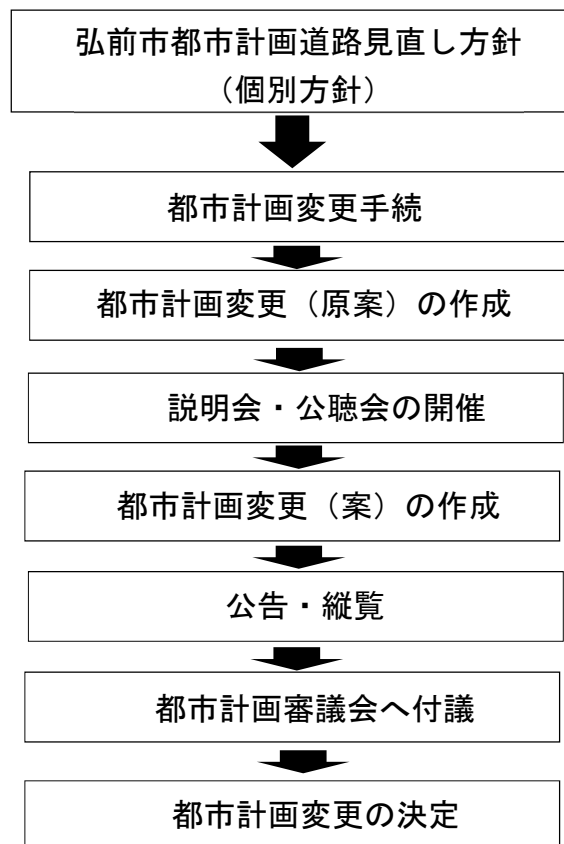 弘前市都市計画道路見直し方針
（個別方針）
都市計画変更手続
都市計画変更（原案）の作成
説明会・公聴会の開催
都市計画変更（案）の作成
公告・縦覧
都市計画審議会へ付議
都市計画変更の決定